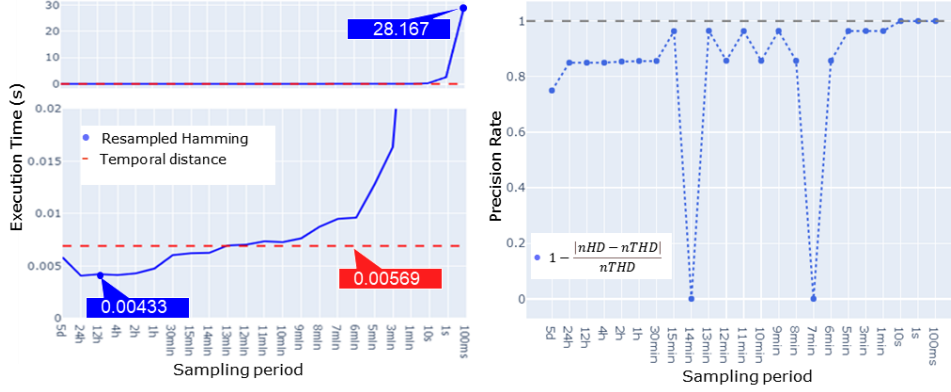 30
20
10
0
28.167
Execution Time (s)
0.02
0.015
0.01
0.005
0
Resampled Hamming
Temporal distance
0.00569
0.00433
5d
24h
12h
4h
2h
1h
30min
15min
14min
13min
12min
11min
10min
9min
8min
7min
6min
5min
3min
1min
10s
1s
100ms
Sampling period
Precision Rate
1
0.8
0.6
0.4
0.2
0
1 − |nHD − nTHD| / nTHD
5d
24h
12h
4h
2h
1h
30min
15min
14min
13min
12min
11min
10min
9min
8min
7min
6min
5min
3min
1min
10s
1s
100ms
Sampling period